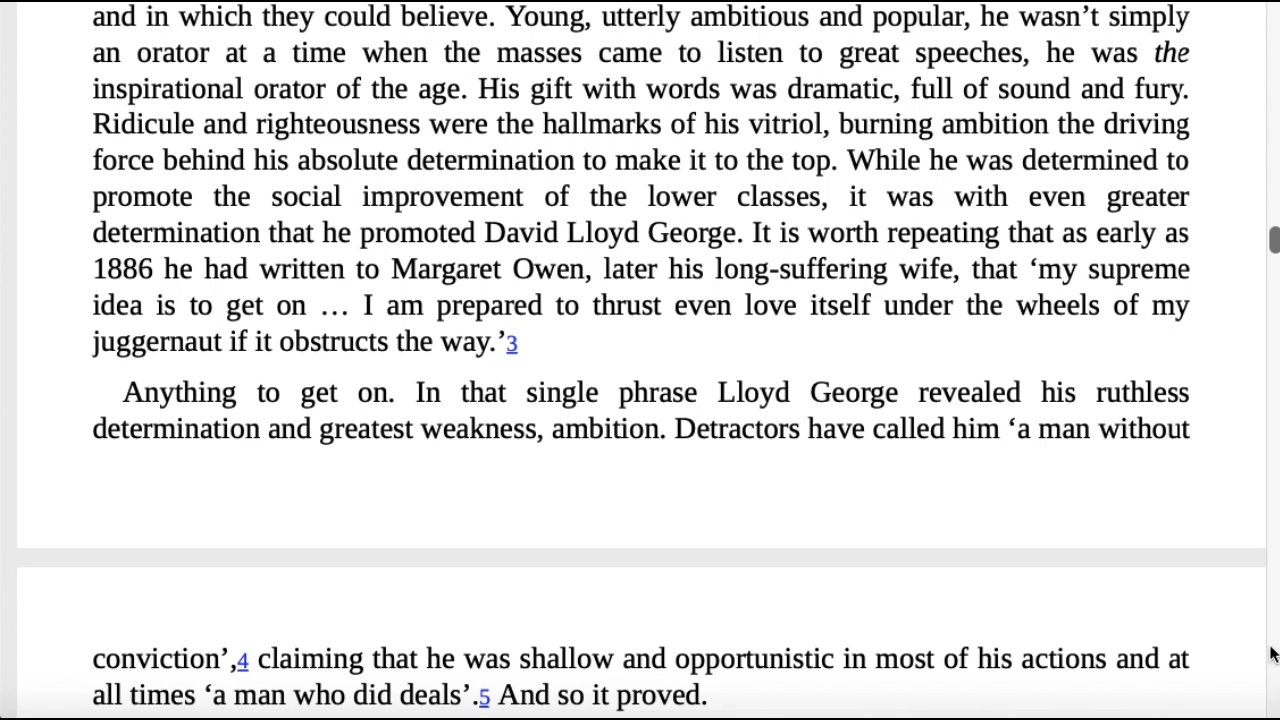 and in which they could believe. Young, utterly ambitious and popular, he wasn’t simply
an orator at a time when the masses came to listen to great speeches, he was the
inspirational orator of the age. His gift with words was dramatic, full of sound and fury.
Ridicule and righteousness were the hallmarks of his vitriol, burning ambition the driving
force behind his absolute determination to make it to the top. While he was determined to
promote the social improvement of the lower classes, it was with even greater
determination that he promoted David Lloyd George. It is worth repeating that as early as
1886 he had written to Margaret Owen, later his long-suffering wife, that ‘my supreme
idea is to get on … I am prepared to thrust even love itself under the wheels of my
juggernaut if it obstructs the way.’3
Anything to get on. In that single phrase Lloyd George revealed his ruthless
determination and greatest weakness, ambition. Detractors have called him ‘a man without
conviction’,4 claiming that he was shallow and opportunistic in most of his actions and at
all times ‘a man who did deals’.5 And so it proved.